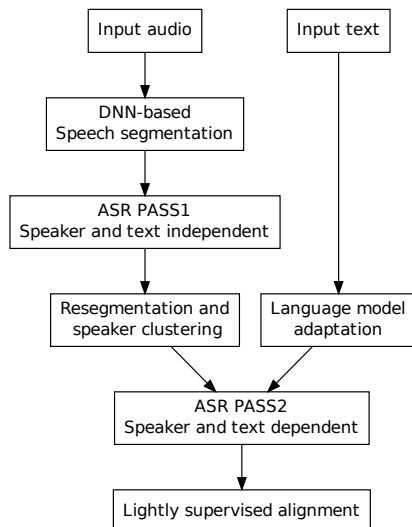 Input audio
Input text
DNN-based
Speech segmentation
ASR PASS1
Speaker and text independent
Resegmentation and
speaker clustering
Language model
adaptation
ASR PASS2
Speaker and text dependent
Lightly supervised alignment